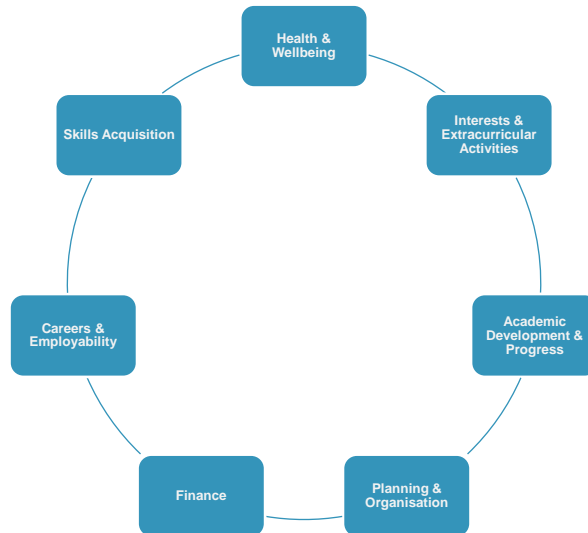 Health &
Wellbeing
Interests &
Extracurricular
Activities
Academic
Development &
Progress
Planning &
Organisation
Finance
Careers &
Employability
Skills Acquisition